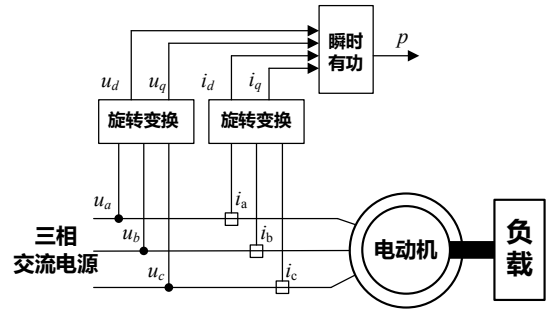 瞬时
有功
p
u_d
u_q
i_d
i_q
旋转变换
旋转变换
u_a
i_a
三相
交流电源
u_b
i_b
u_c
i_c
电动机
负
载